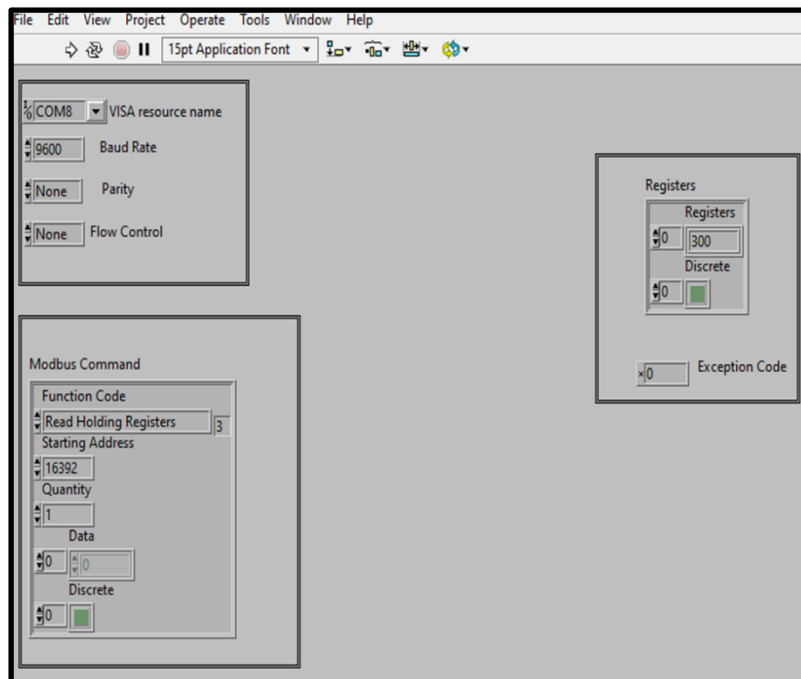 File Edit View Project Operate Tools Window Help
15pt Application Font
COM8 VISA resource name
9600 Baud Rate
None Parity
None Flow Control
Modbus Command
Function Code
Read Holding Registers 3
Starting Address
16392
Quantity
1
Data
0 0
Discrete
0
Registers
Registers
0 300
Discrete
0
×0 Exception Code